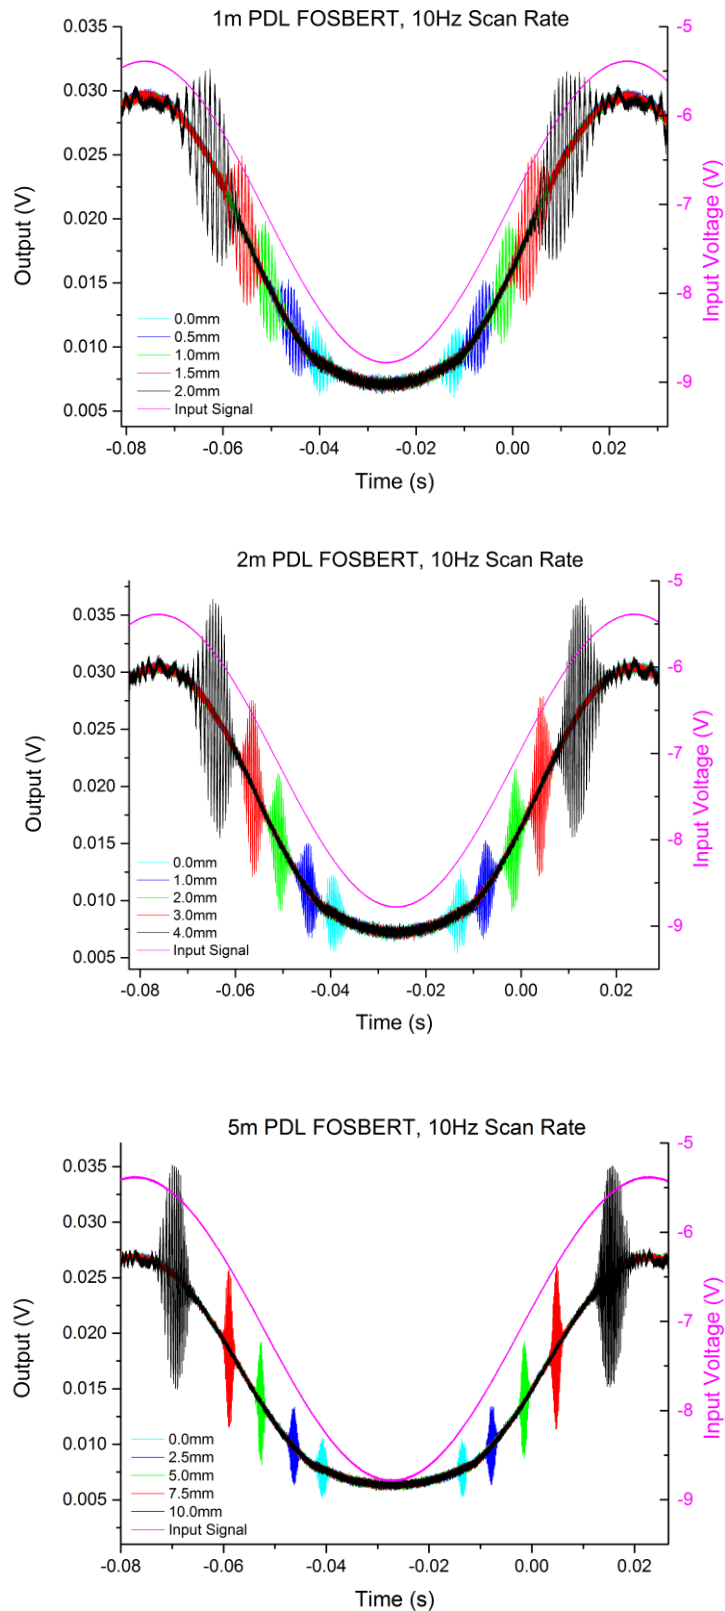 1m PDL FOSBERT, 10Hz Scan Rate
0.035
0.030
0.025
0.020
0.015
0.010
0.005
Output (V)
-5
-6
-7
-8
-9
Input Voltage (V)
0.0mm
0.5mm
1.0mm
1.5mm
2.0mm
Input Signal
-0.08 -0.06 -0.04 -0.02 0.00 0.02
Time (s)
2m PDL FOSBERT, 10Hz Scan Rate
0.035
0.030
0.025
0.020
0.015
0.010
0.005
Output (V)
-5
-6
-7
-8
-9
Input Voltage (V)
0.0mm
1.0mm
2.0mm
3.0mm
4.0mm
Input Signal
-0.08 -0.06 -0.04 -0.02 0.00 0.02
Time (s)
5m PDL FOSBERT, 10Hz Scan Rate
0.035
0.030
0.025
0.020
0.015
0.010
0.005
Output (V)
-5
-6
-7
-8
-9
Input Voltage (V)
0.0mm
2.5mm
5.0mm
7.5mm
10.0mm
Input Signal
-0.08 -0.06 -0.04 -0.02 0.00 0.02
Time (s)